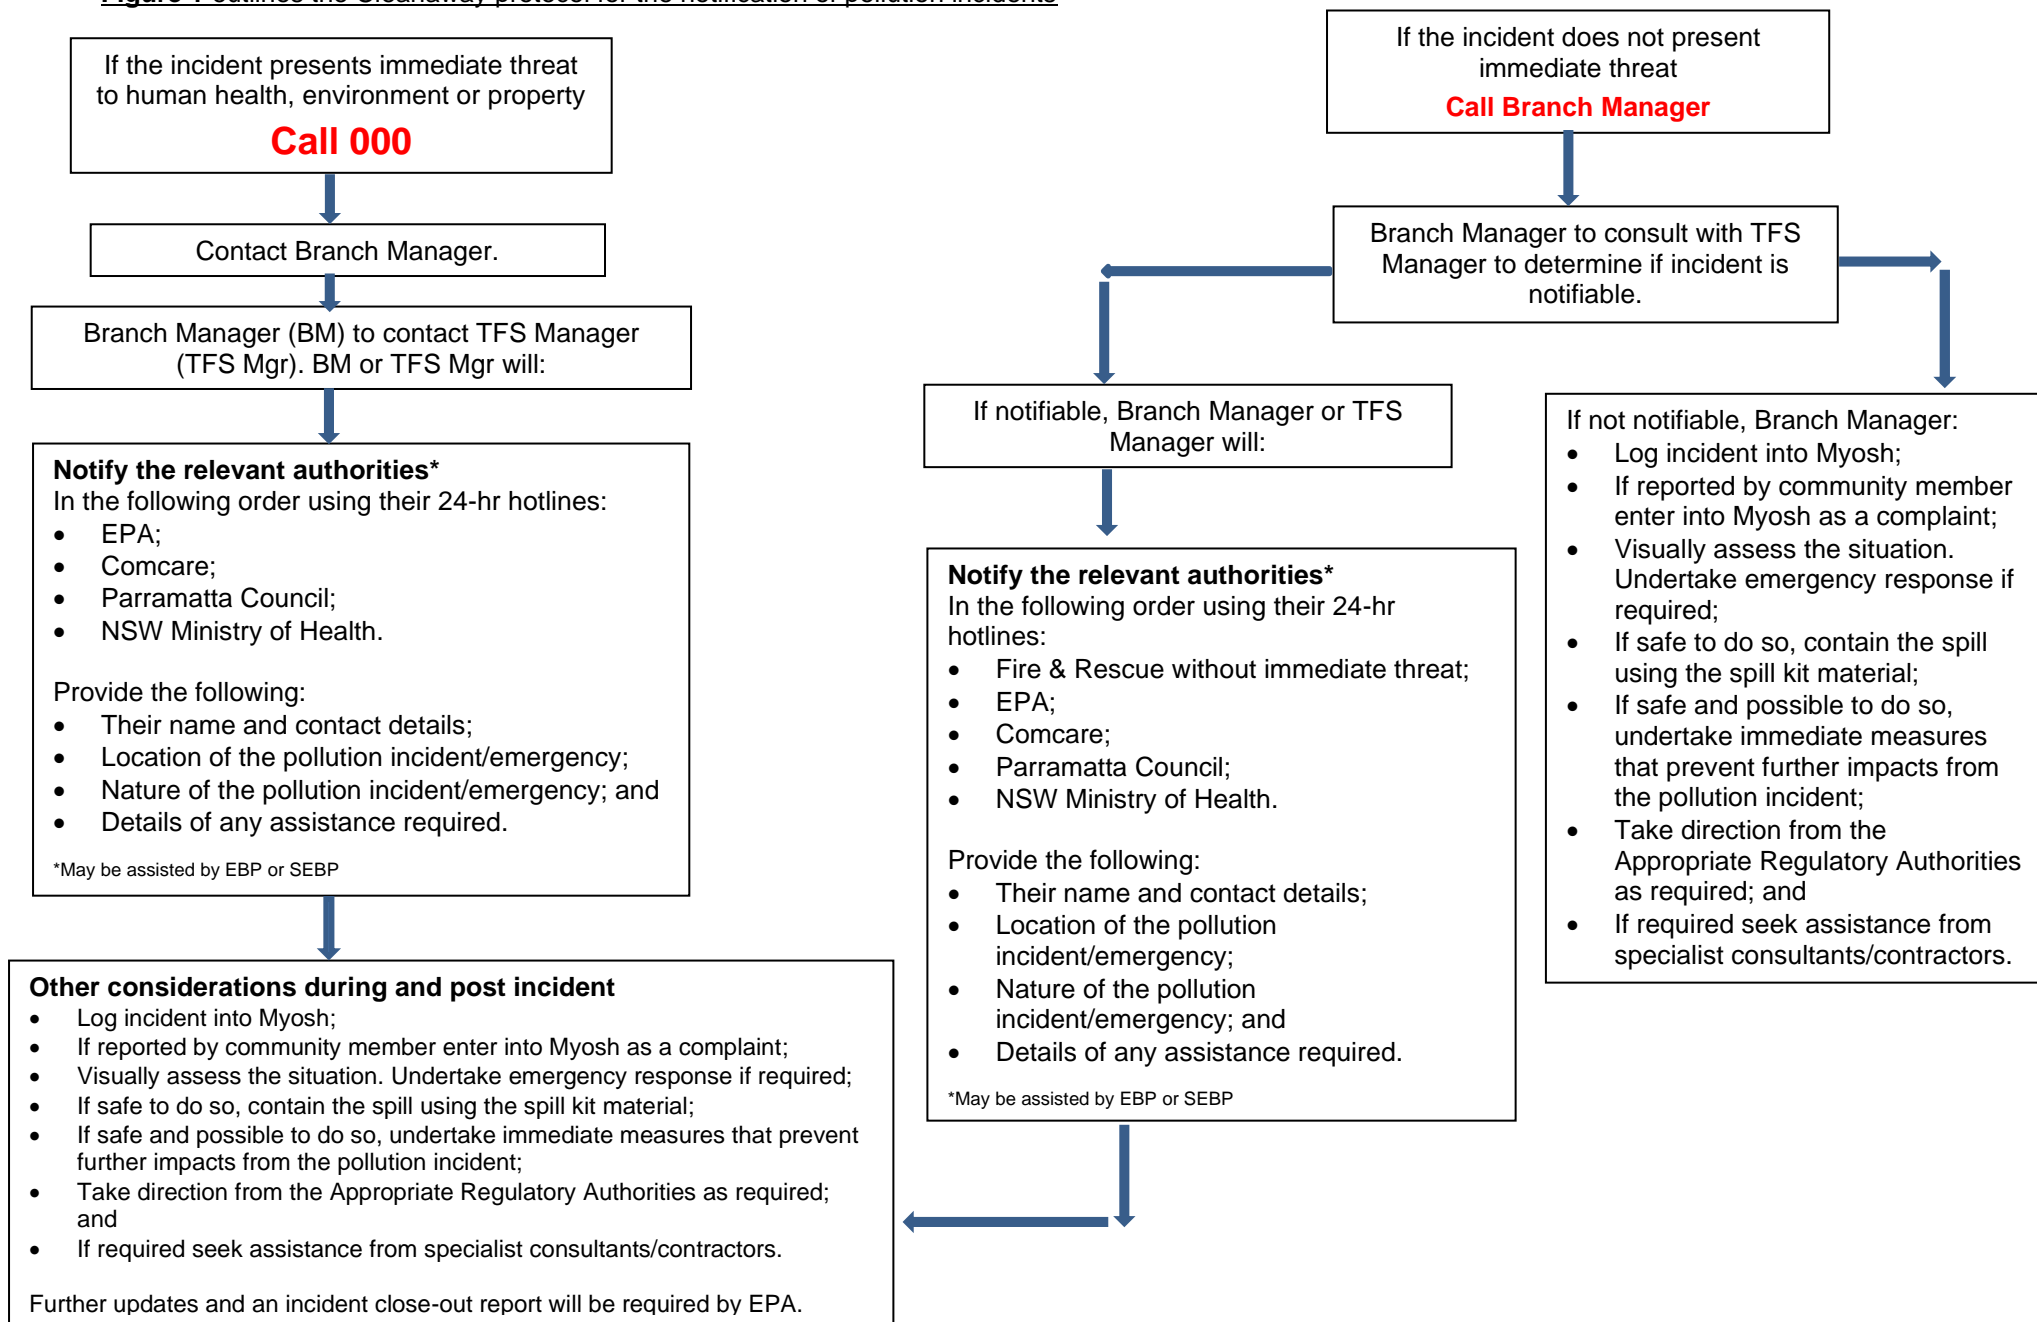 Figure 1 outlines the Cleanaway protocol for the notification of pollution incidents
If the incident presents immediate threat
to human health, environment or property
Call 000
Contact Branch Manager.
Branch Manager (BM) to contact TFS Manager
(TFS Mgr). BM or TFS Mgr will:
Notify the relevant authorities*
In the following order using their 24-hr hotlines:
• EPA;
• Comcare;
• Parramatta Council;
• NSW Ministry of Health.
Provide the following:
• Their name and contact details;
• Location of the pollution incident/emergency;
• Nature of the pollution incident/emergency; and
• Details of any assistance required.
*May be assisted by EBP or SEBP
Other considerations during and post incident
• Log incident into Myosh;
• If reported by community member enter into Myosh as a complaint;
• Visually assess the situation. Undertake emergency response if required;
• If safe to do so, contain the spill using the spill kit material;
• If safe and possible to do so, undertake immediate measures that prevent
further impacts from the pollution incident;
• Take direction from the Appropriate Regulatory Authorities as required;
and
• If required seek assistance from specialist consultants/contractors.
Further updates and an incident close-out report will be required by EPA.
If the incident does not present
immediate threat
Call Branch Manager
Branch Manager to consult with TFS
Manager to determine if incident is
notifiable.
If notifiable, Branch Manager or TFS
Manager will:
Notify the relevant authorities*
In the following order using their 24-hr
hotlines:
• Fire & Rescue without immediate threat;
• EPA;
• Comcare;
• Parramatta Council;
• NSW Ministry of Health.
Provide the following:
• Their name and contact details;
• Location of the pollution
incident/emergency;
• Nature of the pollution
incident/emergency; and
• Details of any assistance required.
*May be assisted by EBP or SEBP
If not notifiable, Branch Manager:
• Log incident into Myosh;
• If reported by community member
enter into Myosh as a complaint;
• Visually assess the situation.
Undertake emergency response if
required;
• If safe to do so, contain the spill
using the spill kit material;
• If safe and possible to do so,
undertake immediate measures
that prevent further impacts from
the pollution incident;
• Take direction from the
Appropriate Regulatory Authorities
as required; and
• If required seek assistance from
specialist consultants/contractors.